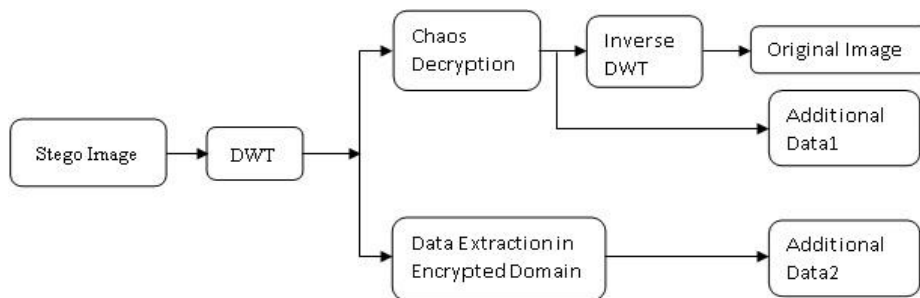 Stego Image
DWT
Chaos
Decryption
Inverse
DWT
Original Image
Additional
Data1
Data Extraction in
Encrypted Domain
Additional
Data2